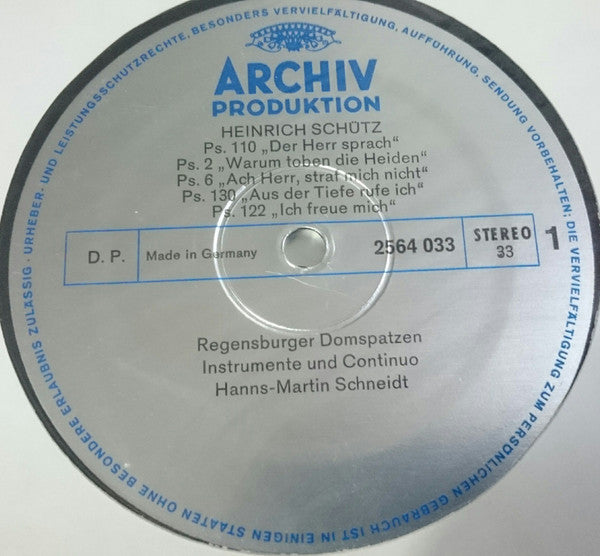 URHEBER- UND LEISTUNGSSCHUTZRECHTE, BESONDERS VERVIELFÄLTIGUNG, AUFFÜHRUNG, SENDUNG VORBEHALTEN; DIE VERVIELFÄLTIGUNG ZUM PERSÖNLICHEN GEBRAUCH IST IN EINIGEN STAATEN OHNE BESONDERE ERLAUBNIS ZULÄSSIG ·
ARCHIV
PRODUKTION
HEINRICH SCHÜTZ
Ps. 110 „Der Herr sprach“
Ps. 2 „Warum toben die Heiden“
Ps. 6 „Ach Herr, straf mich nicht“
Ps. 130 „Aus der Tiefe rufe ich“
Ps. 122 „Ich freue mich“
D. P. Made in Germany 2564 033 STEREO 1
33
Regensburger Domspatzen
Instrumente und Continuo
Hanns-Martin Schneidt